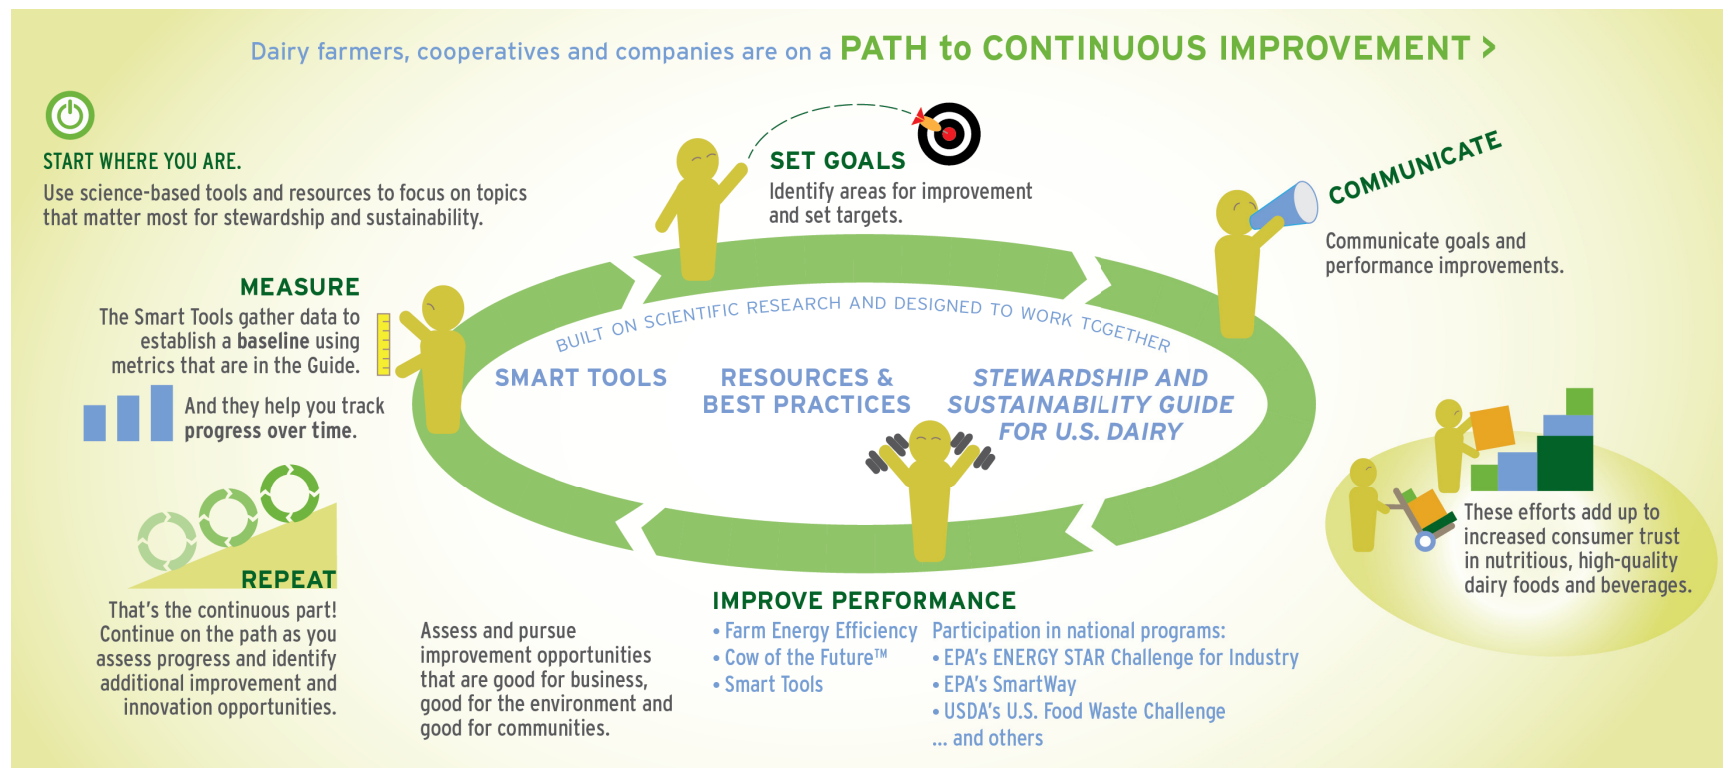 Dairy farmers, cooperatives and companies are on a PATH to CONTINUOUS IMPROVEMENT >
START WHERE YOU ARE.
Use science-based tools and resources to focus on topics
that matter most for stewardship and sustainability.
SET GOALS
Identify areas for improvement
and set targets.
COMMUNICATE
Communicate goals and
performance improvements.
MEASURE
The Smart Tools gather data to
establish a baseline using
metrics that are in the Guide.
And they help you track
progress over time.
BUILT ON SCIENTIFIC RESEARCH AND DESIGNED TO WORK TOGETHER
SMART TOOLS
RESOURCES &
BEST PRACTICES
STEWARDSHIP AND
SUSTAINABILITY GUIDE
FOR U.S. DAIRY
These efforts add up to
increased consumer trust
in nutritious, high-quality
dairy foods and beverages.
REPEAT
That's the continuous part!
Continue on the path as you
assess progress and identify
additional improvement and
innovation opportunities.
Assess and pursue
improvement opportunities
that are good for business,
good for the environment and
good for communities.
IMPROVE PERFORMANCE
• Farm Energy Efficiency
• Cow of the Future™
• Smart Tools
Participation in national programs:
• EPA's ENERGY STAR Challenge for Industry
• EPA's SmartWay
• USDA's U.S. Food Waste Challenge
... and others